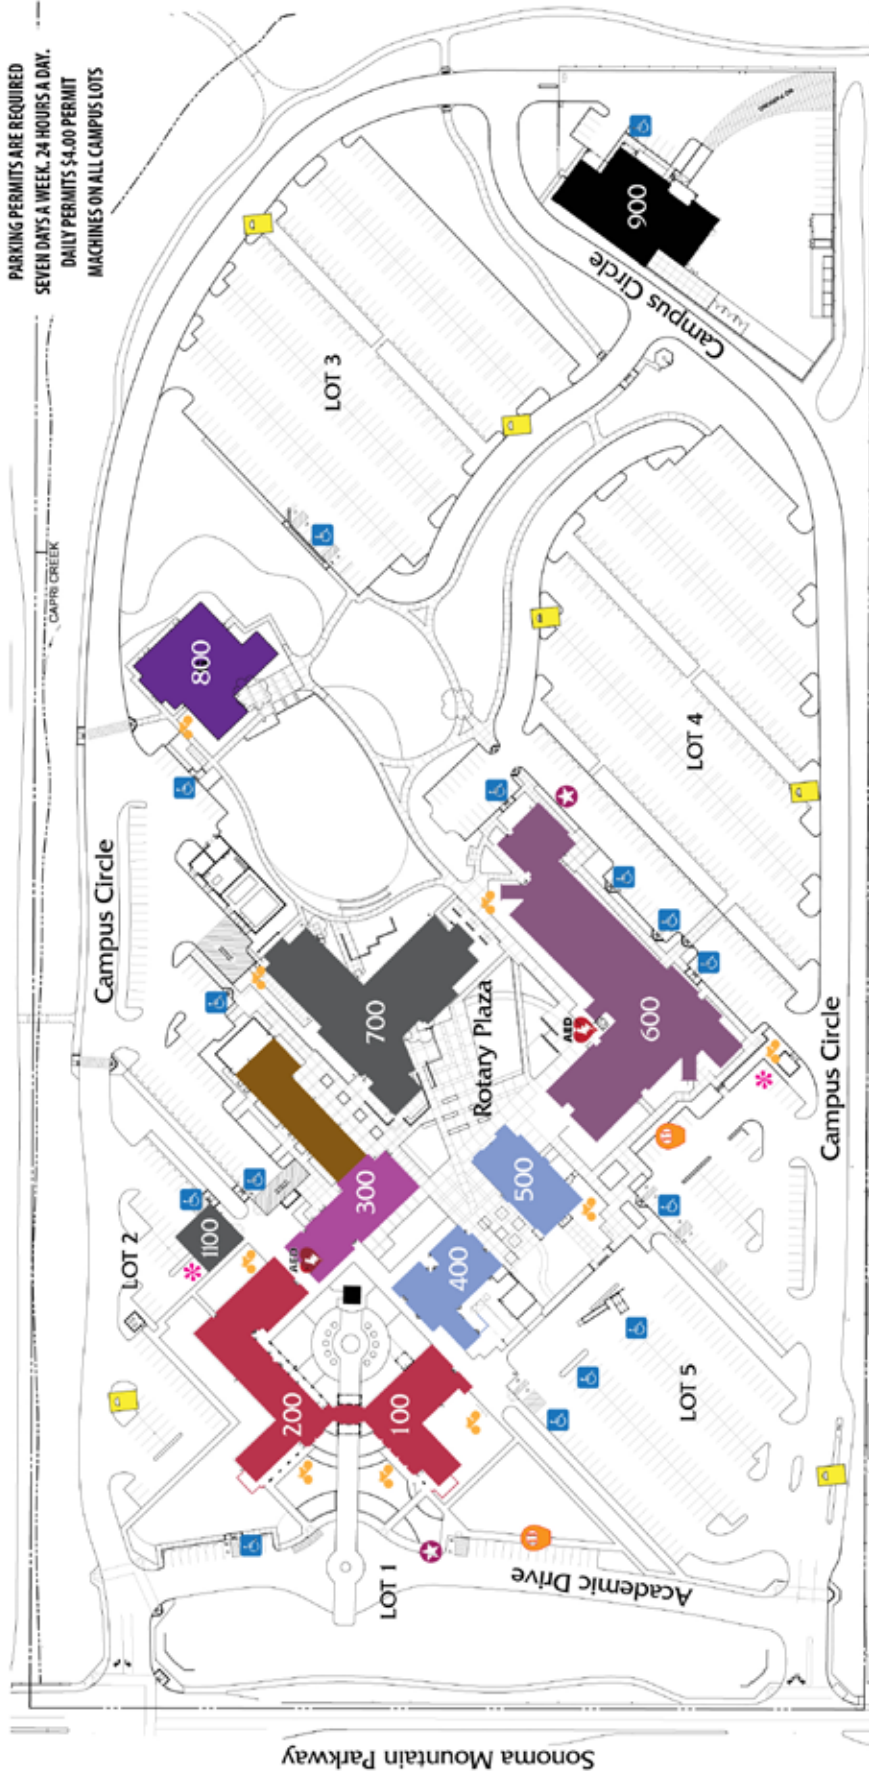 PARKING PERMITS ARE REQUIRED
SEVEN DAYS A WEEK. 24 HOURS A DAY.
DAILY PERMITS $4.00 PERMIT
MACHINES ON ALL CAMPUS LOTS
CAPRI CREEK
NO PARKING
900
Campus Circle
LOT 3
800
LOT 4
Campus Circle
700
Rotary Plaza
AED
600
Campus Circle
LOT 2
1100
300
AED
500
400
200
100
LOT 5
LOT 1
Academic Drive
Sonoma Mountain Parkway